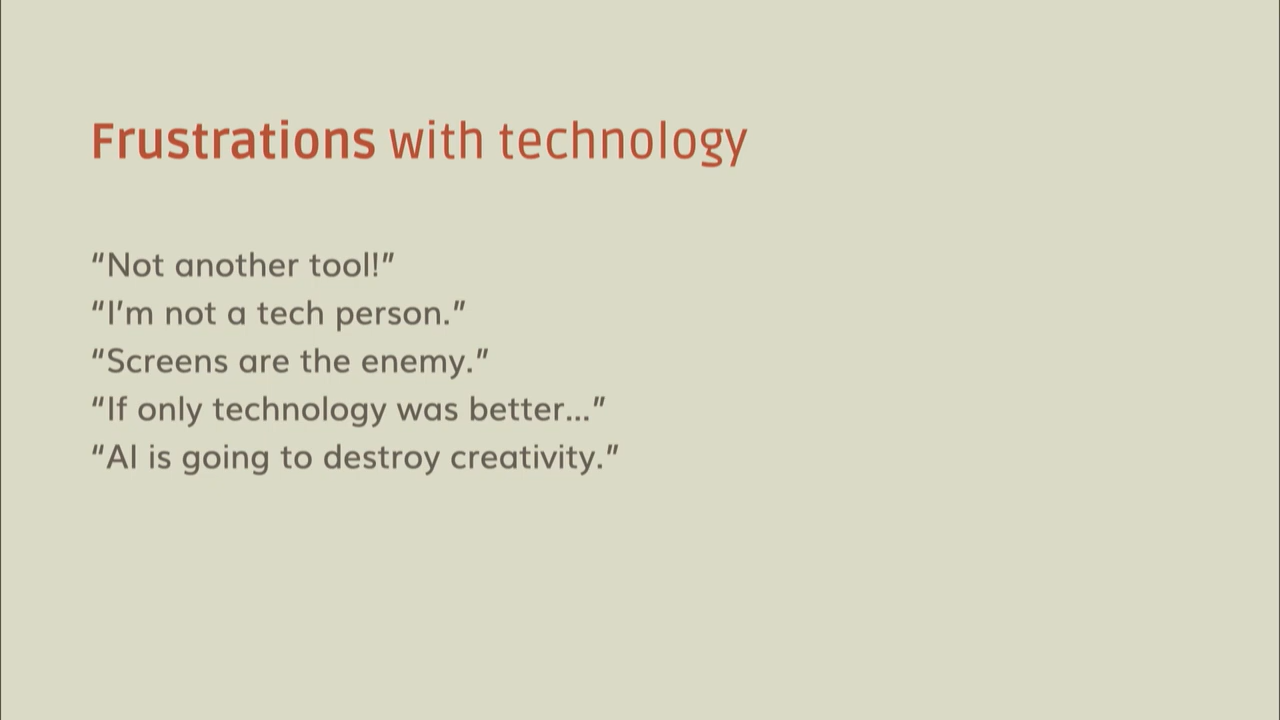 Frustrations with technology
“Not another tool!”
“I’m not a tech person.”
“Screens are the enemy.”
“If only technology was better...”
“AI is going to destroy creativity.”